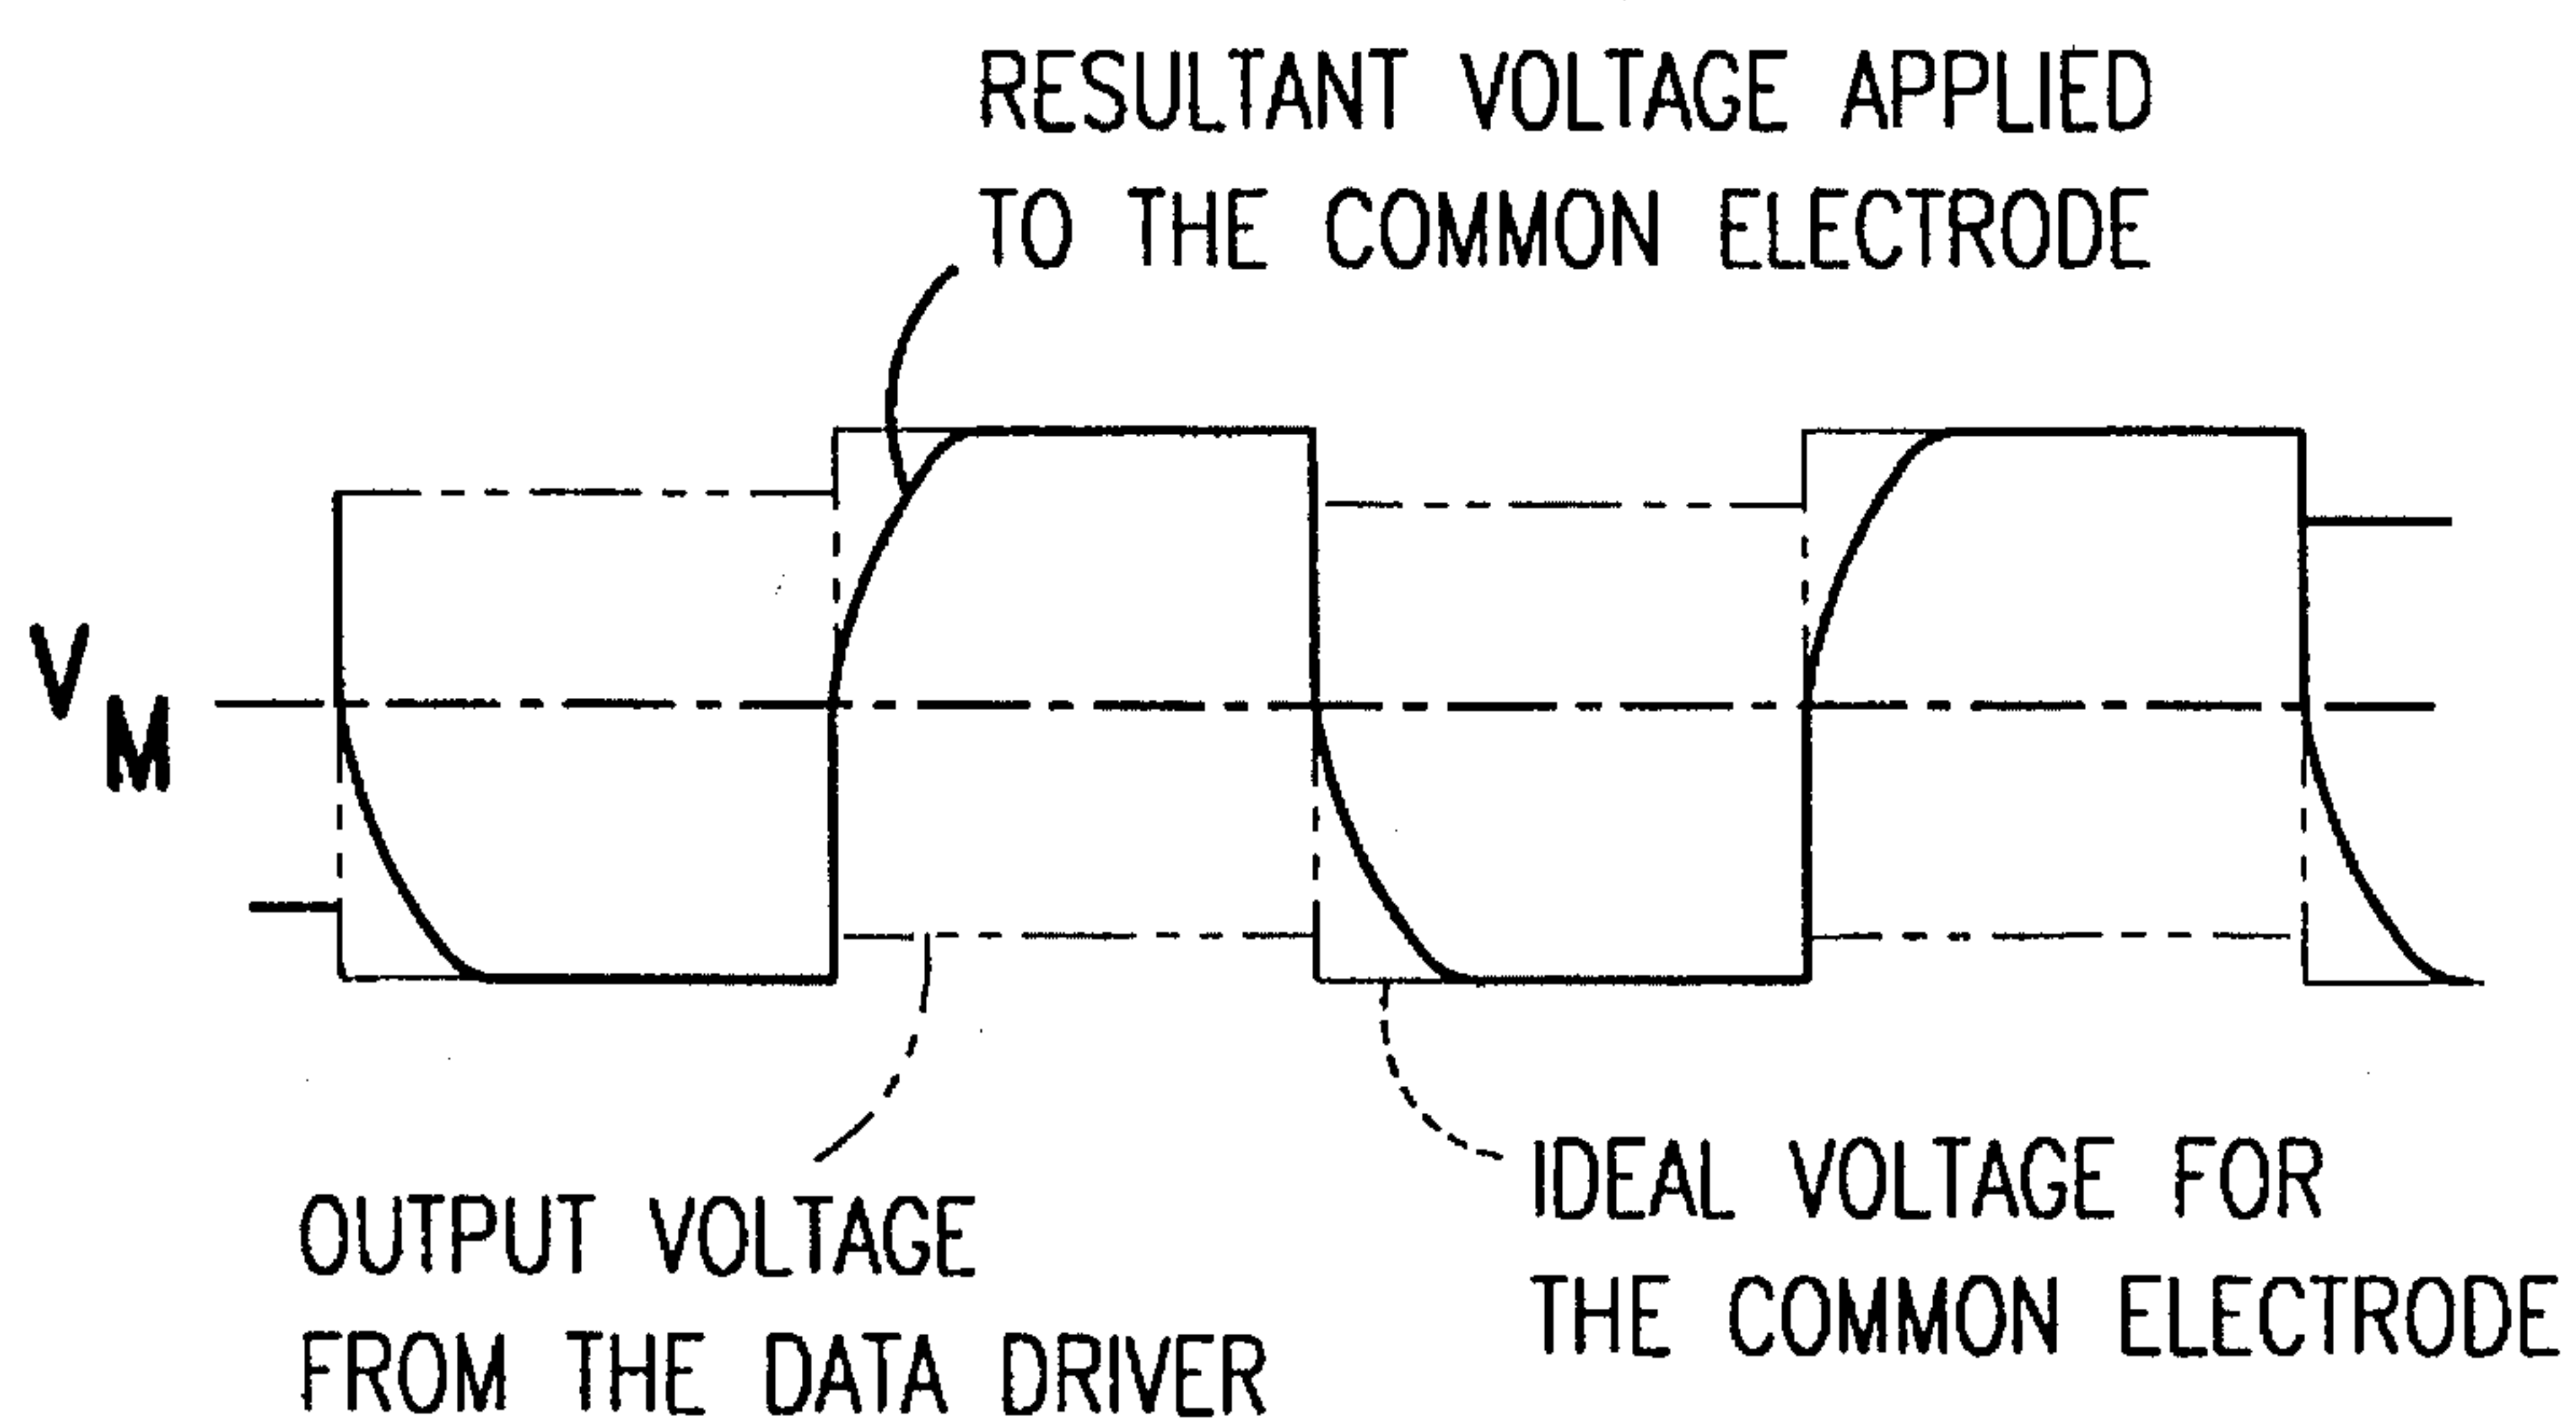 RESULTANT VOLTAGE APPLIED
TO THE COMMON ELECTRODE
V M
OUTPUT VOLTAGE
FROM THE DATA DRIVER
IDEAL VOLTAGE FOR
THE COMMON ELECTRODE